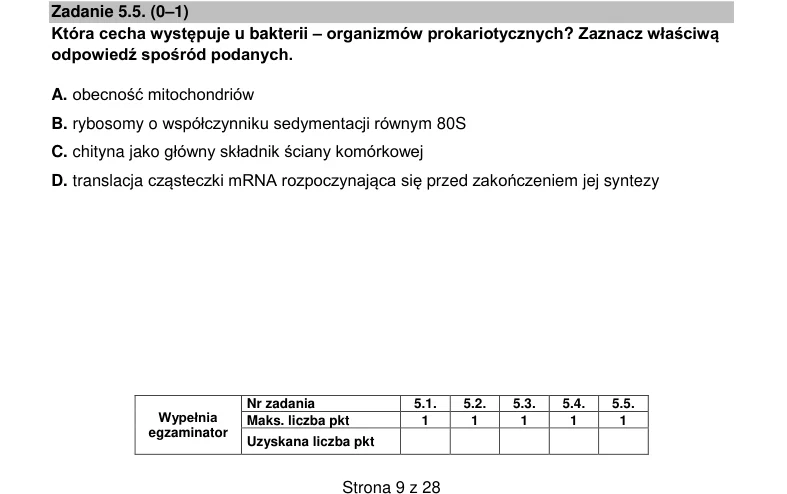 Zadanie 5.5. (0–1)
Która cecha występuje u bakterii – organizmów prokariotycznych? Zaznacz właściwą
odpowiedź spośród podanych.
A. obecność mitochondriów
B. rybosomy o współczynniku sedymentacji równym 80S
C. chityna jako główny składnik ściany komórkowej
D. translacja cząsteczki mRNA rozpoczynająca się przed zakończeniem jej syntezy
Wypełnia
egzaminator
Nr zadania 5.1. 5.2. 5.3. 5.4. 5.5.
Maks. liczba pkt 1 1 1 1 1
Uzyskana liczba pkt
Strona 9 z 28